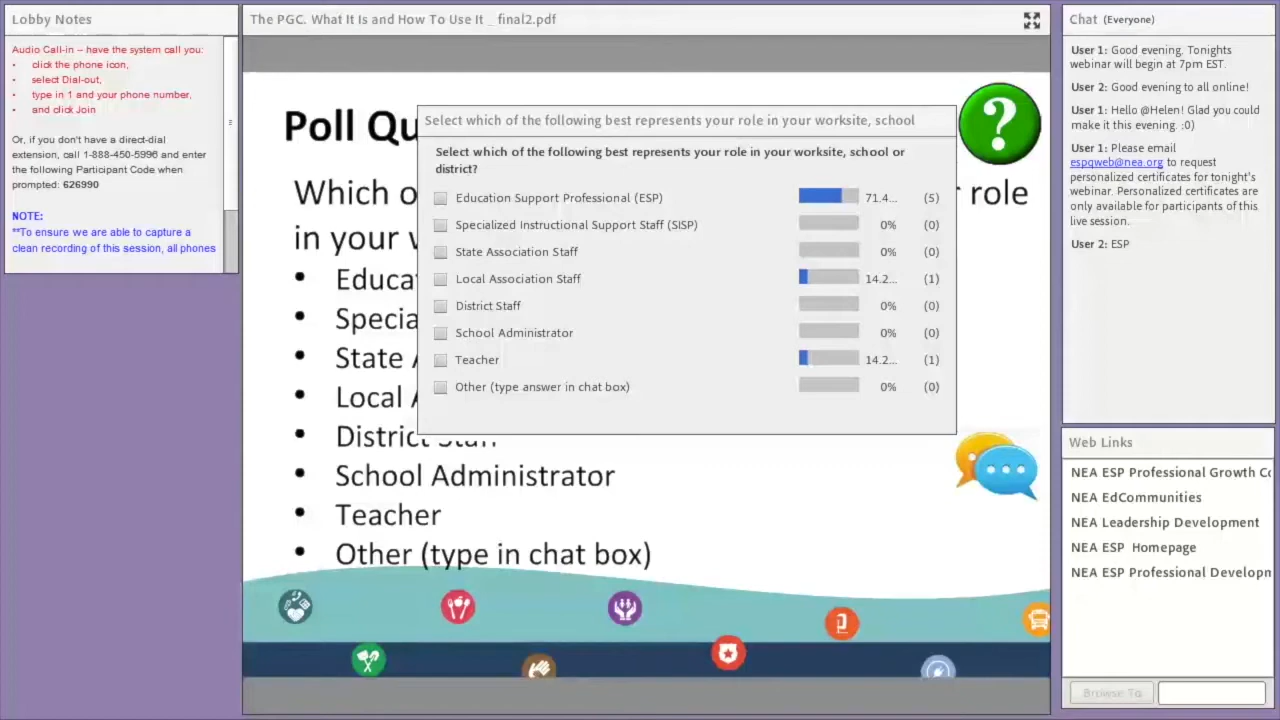 Lobby Notes
Audio Call-in – have the system call you:
• click the phone icon,
• select Dial-out,
• type in 1 and your phone number,
• and click Join
Or, if you don't have a direct-dial
extension, call 1-888-450-5996 and enter
the following Participant Code when
prompted: 626990
NOTE:
**To ensure we are able to capture a
clean recording of this session, all phones
The PGC. What It Is and How To Use It _ final2.pdf
Poll Qu
Which o
r role
in your w
• Educat
• Specia
• State A
• Local A
• District Staff
• School Administrator
• Teacher
• Other (type in chat box)
Select which of the following best represents your role in your worksite, school
Select which of the following best represents your role in your worksite, school or
district?
Education Support Professional (ESP) 71.4... (5)
Specialized Instructional Support Staff (SISP) 0% (0)
State Association Staff 0% (0)
Local Association Staff 14.2... (1)
District Staff 0% (0)
School Administrator 0% (0)
Teacher 14.2... (1)
Other (type answer in chat box) 0% (0)
?
Chat (Everyone)
User 1: Good evening. Tonights
webinar will begin at 7pm EST.
User 2: Good evening to all online!
User 1: Hello @Helen! Glad you could
make it this evening. :0)
User 1: Please email
espqweb@nea.org to request
personalized certificates for tonight's
webinar. Personalized certificates are
only available for participants of this
live session.
User 2: ESP
Web Links
NEA ESP Professional Growth Co
NEA EdCommunities
NEA Leadership Development
NEA ESP Homepage
NEA ESP Professional Developn
Browse To